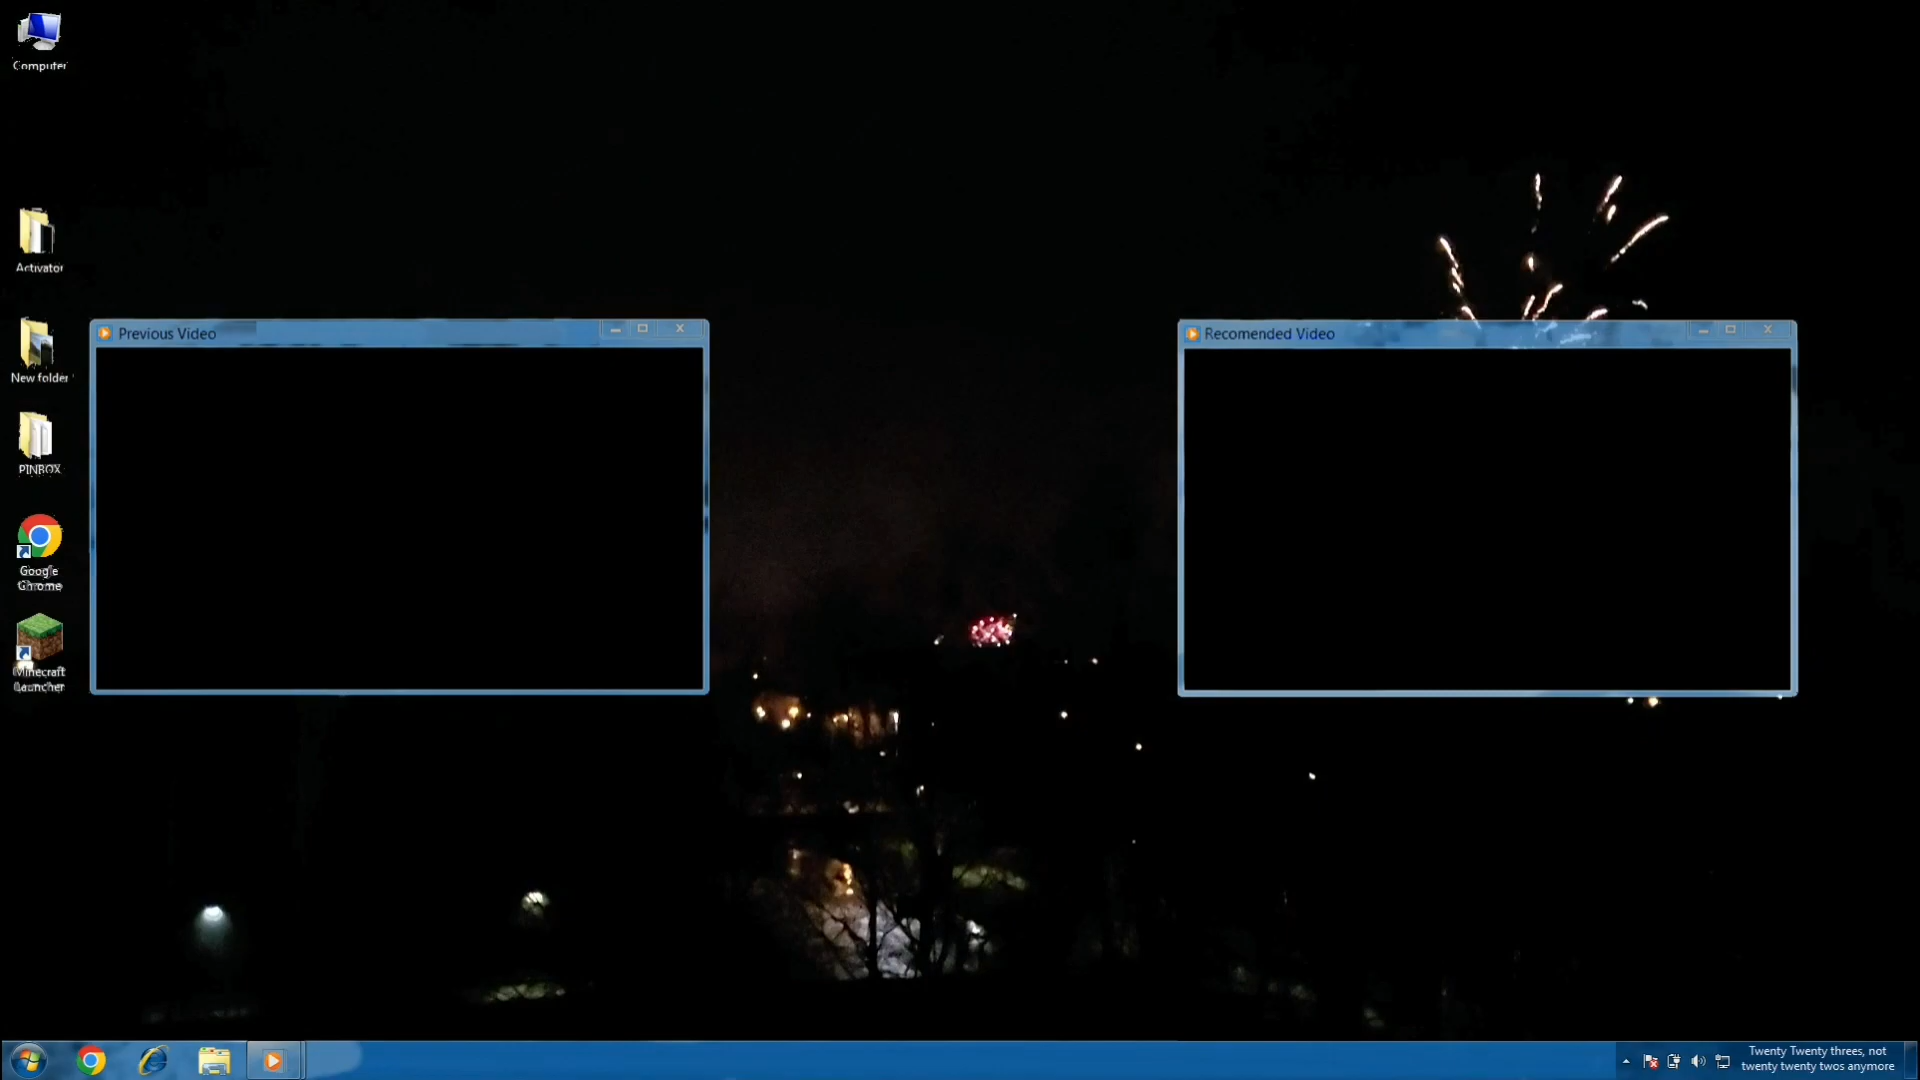 Computer
Activator
New folder
PINBOX
Google
Chrome
Minecraft
Launcher
Previous Video
Recomended Video
Twenty Twenty threes, not
twenty twenty twos anymore